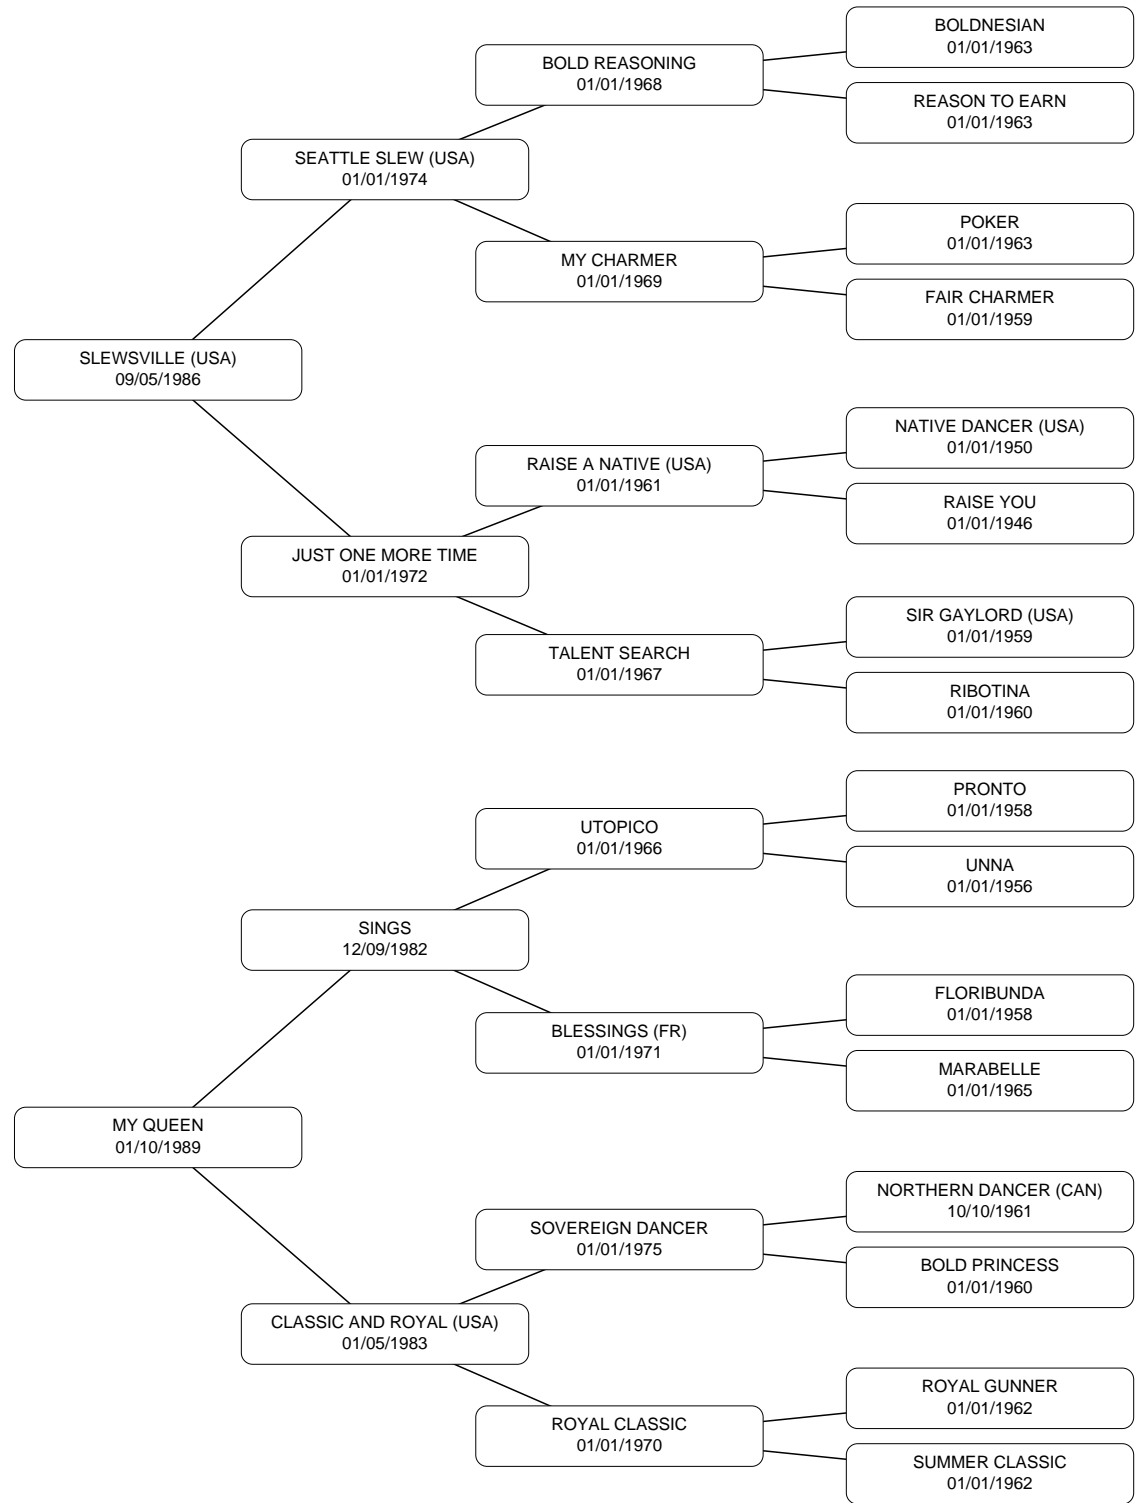 BOLDNESIAN
01/01/1963
BOLD REASONING
01/01/1968
REASON TO EARN
01/01/1963
SEATTLE SLEW (USA)
01/01/1974
POKER
01/01/1963
MY CHARMER
01/01/1969
FAIR CHARMER
01/01/1959
SLEWSVILLE (USA)
09/05/1986
NATIVE DANCER (USA)
01/01/1950
RAISE A NATIVE (USA)
01/01/1961
RAISE YOU
01/01/1946
JUST ONE MORE TIME
01/01/1972
SIR GAYLORD (USA)
01/01/1959
TALENT SEARCH
01/01/1967
RIBOTINA
01/01/1960
PRONTO
01/01/1958
UTOPICO
01/01/1966
UNNA
01/01/1956
SINGS
12/09/1982
FLORIBUNDA
01/01/1958
BLESSINGS (FR)
01/01/1971
MARABELLE
01/01/1965
MY QUEEN
01/10/1989
NORTHERN DANCER (CAN)
10/10/1961
SOVEREIGN DANCER
01/01/1975
BOLD PRINCESS
01/01/1960
CLASSIC AND ROYAL (USA)
01/05/1983
ROYAL GUNNER
01/01/1962
ROYAL CLASSIC
01/01/1970
SUMMER CLASSIC
01/01/1962